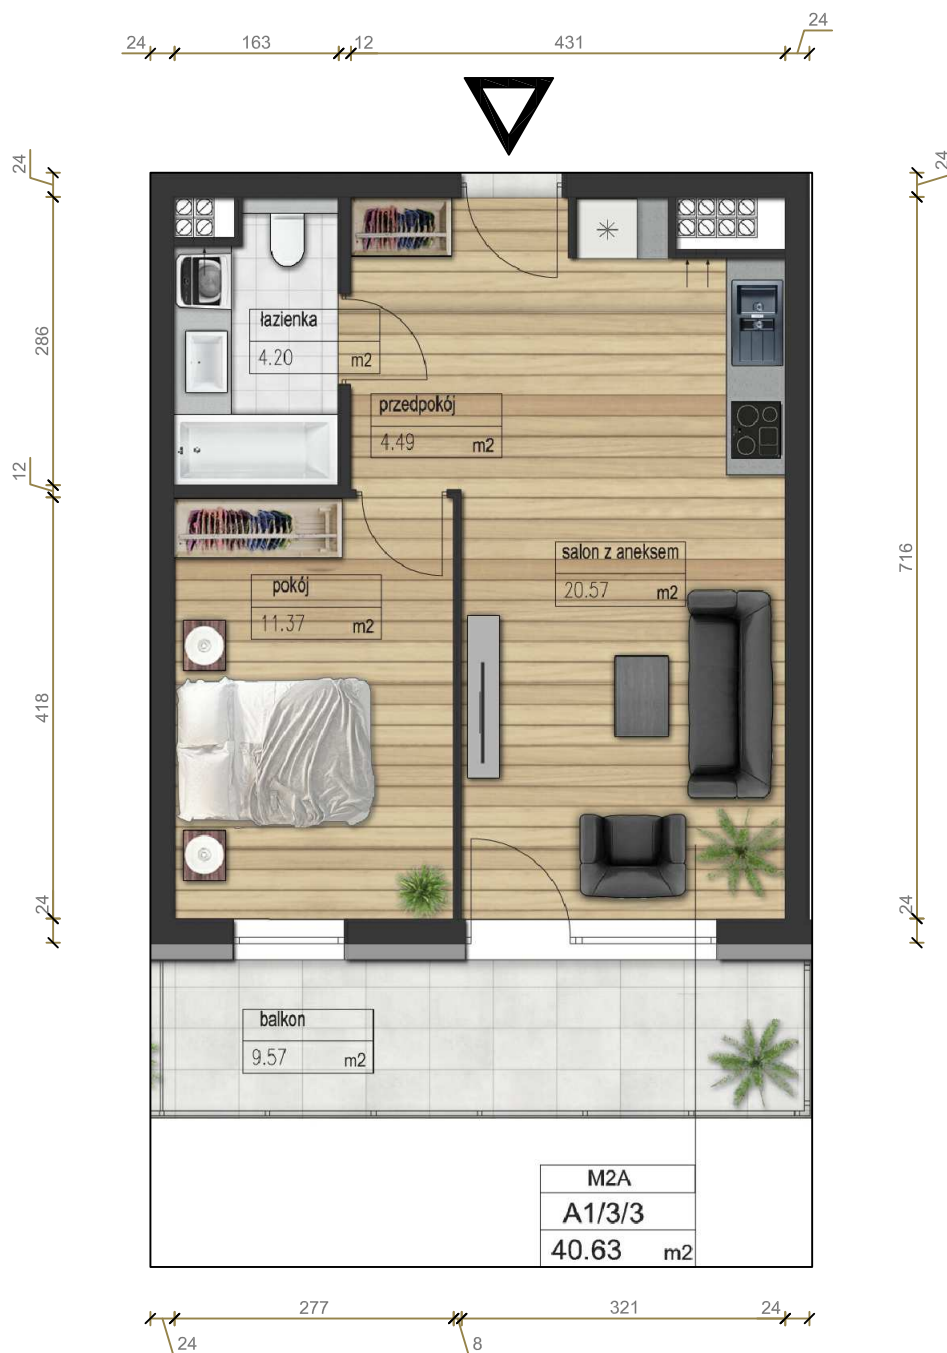 24
24 163 12 431
24 24
łazienka
4.20 m2
286
przedpokój
4.49 m2
12
salon z aneksem
20.57 m2
716
pokój
11.37 m2
418
24 24
balkon
9.57 m2
M2A
A1/3/3
40.63 m2
277 321 24
24 8